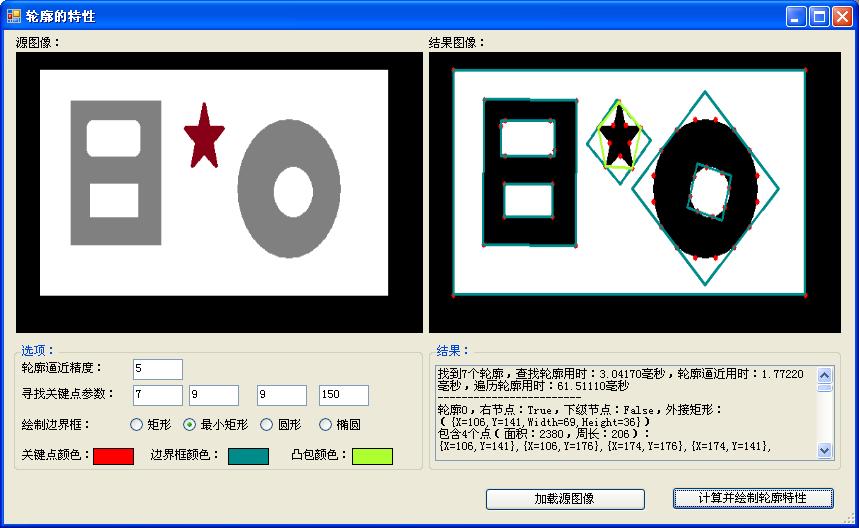 轮廓的特性
源图像：
结果图像：
选项：
轮廓逼近精度： 5
寻找关键点参数： 7 9 9 150
绘制边界框： 矩形 最小矩形 圆形 椭圆
关键点颜色： 边界框颜色： 凸包颜色：
结果：
找到7个轮廓，查找轮廓用时：3.04170毫秒，轮廓逼近用时：1.77220
毫秒，遍历轮廓用时：61.51110毫秒
------------------------
轮廓0，右节点：True，下级节点：False，外接矩形：
（{X=106,Y=141,Width=69,Height=36}）
包含4个点（面积：2380，周长：206）：
{X=106,Y=141},{X=106,Y=176},{X=174,Y=176},{X=174,Y=141},
加载源图像
计算并绘制轮廓特性